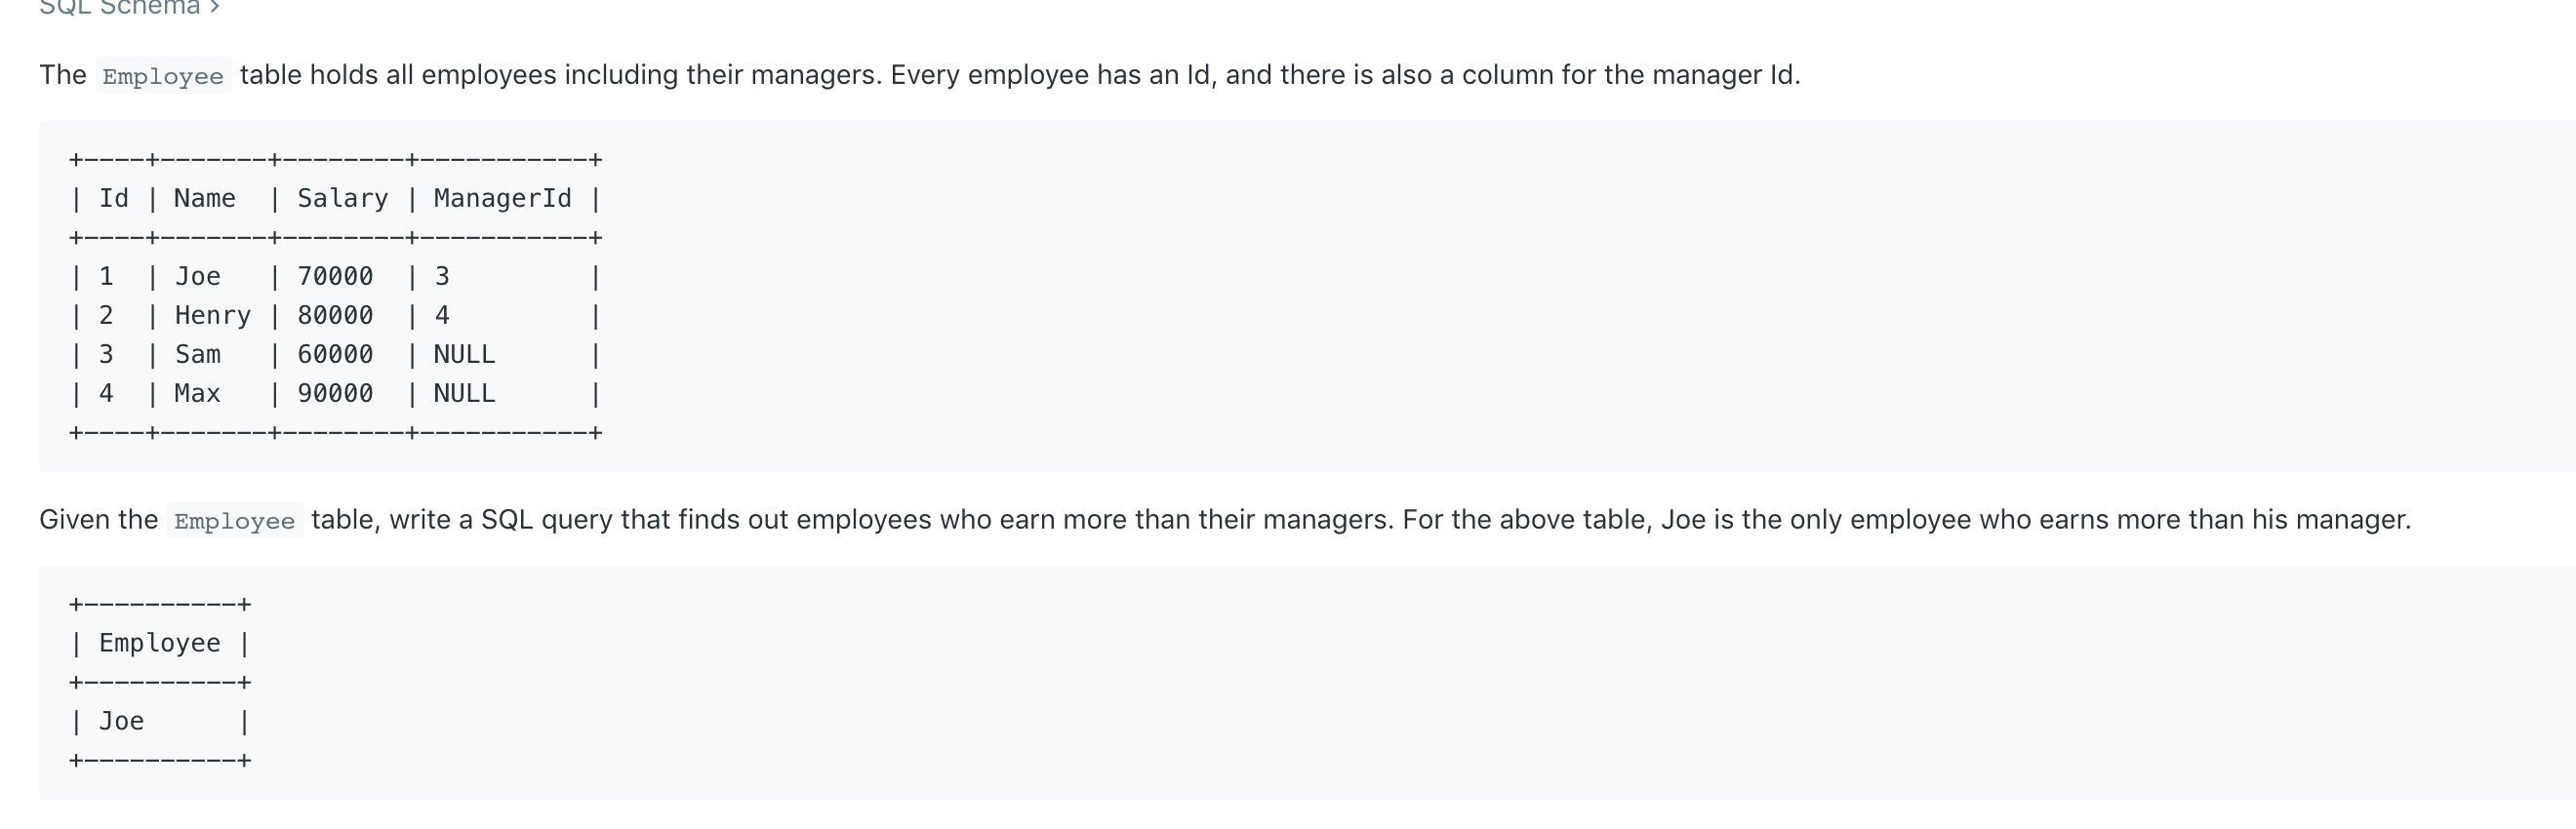 SQL Schema ›
The Employee table holds all employees including their managers. Every employee has an Id, and there is also a column for the manager Id.
+----+-------+--------+-----------+
| Id | Name  | Salary | ManagerId |
+----+-------+--------+-----------+
| 1  | Joe   | 70000  | 3         |
| 2  | Henry | 80000  | 4         |
| 3  | Sam   | 60000  | NULL      |
| 4  | Max   | 90000  | NULL      |
+----+-------+--------+-----------+
Given the Employee table, write a SQL query that finds out employees who earn more than their managers. For the above table, Joe is the only employee who earns more than his manager.
+----------+
| Employee |
+----------+
| Joe      |
+----------+